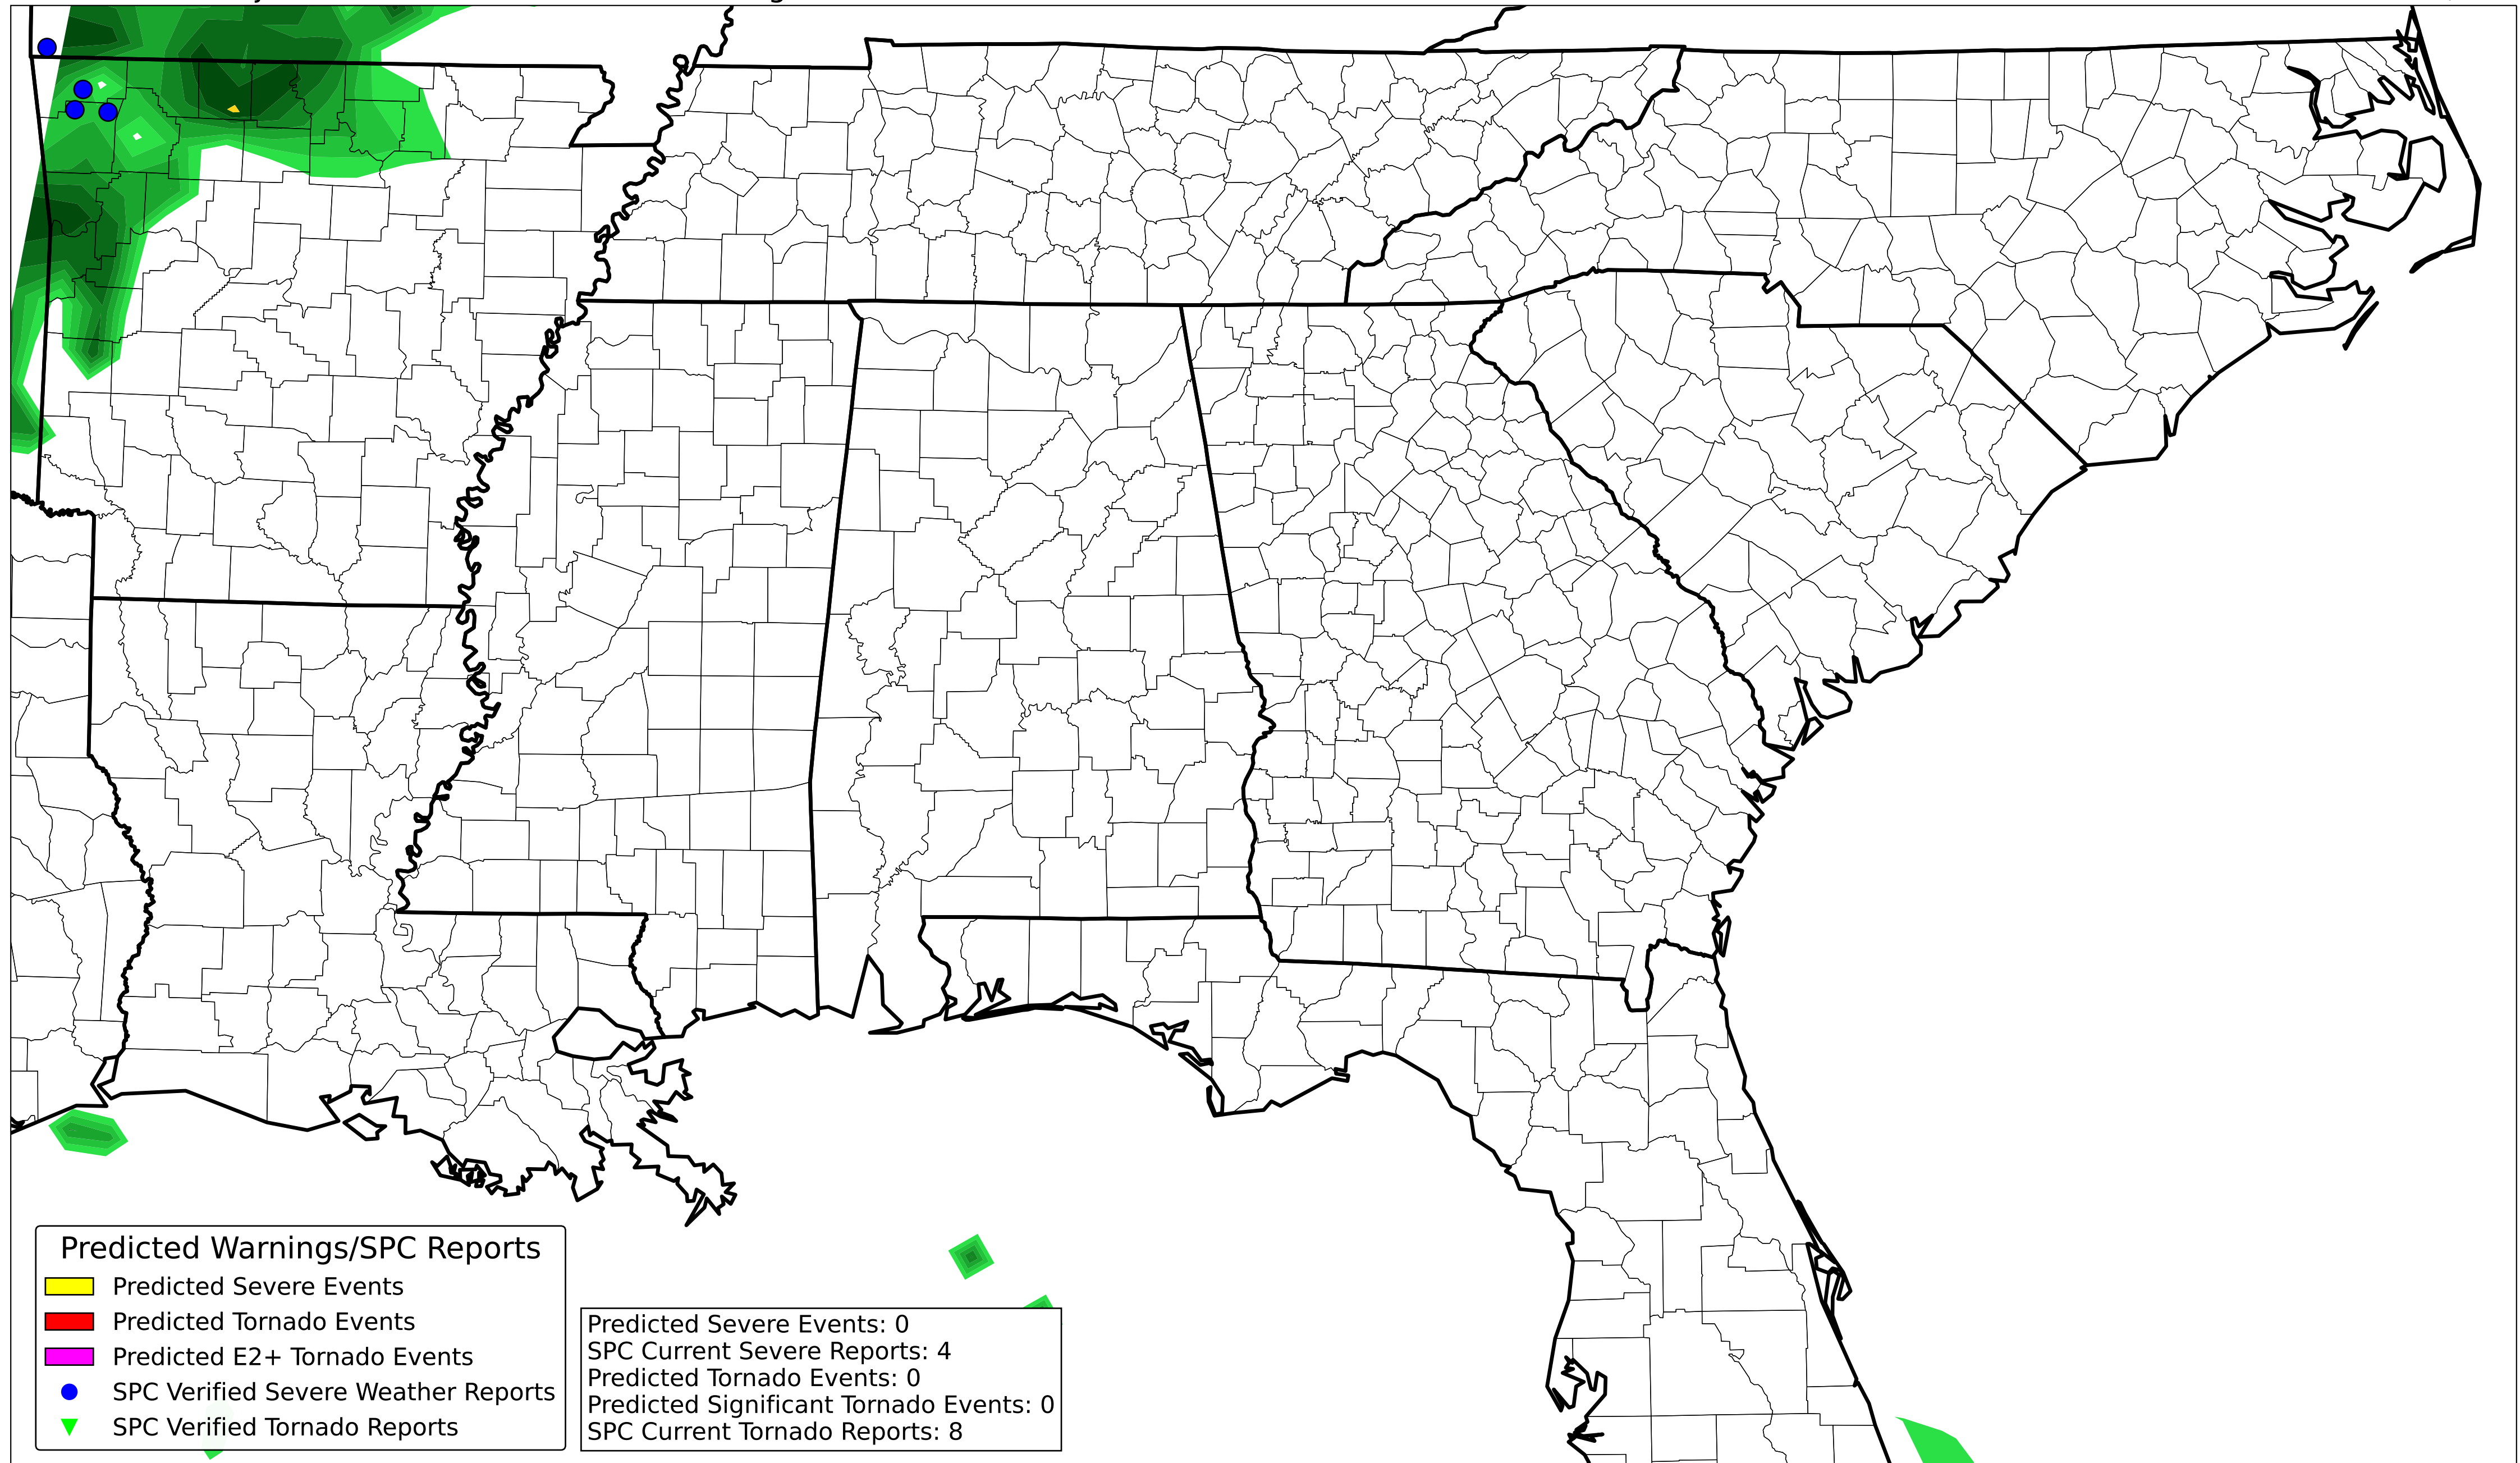 Predicted Warnings/SPC Reports
Predicted Severe Events
Predicted Tornado Events
Predicted E2+ Tornado Events
SPC Verified Severe Weather Reports
SPC Verified Tornado Reports
Predicted Severe Events: 0
SPC Current Severe Reports: 4
Predicted Tornado Events: 0
Predicted Significant Tornado Events: 0
SPC Current Tornado Reports: 8